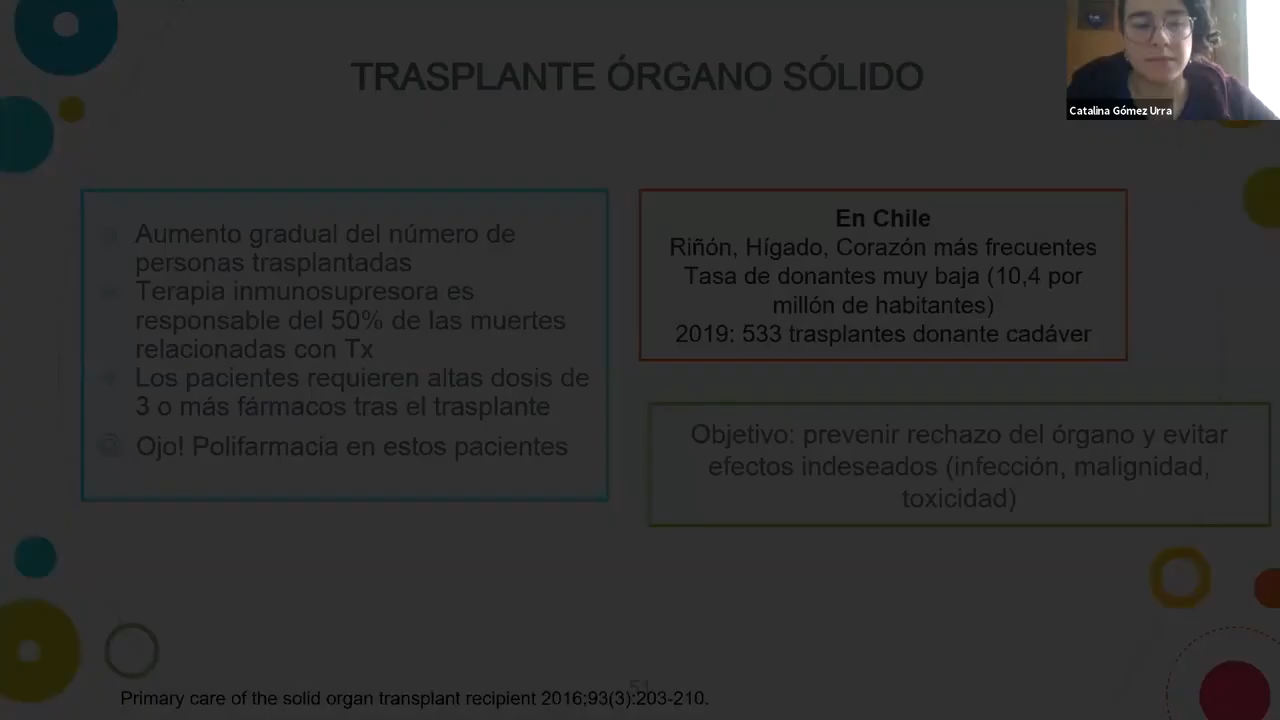 TRASPLANTE ÓRGANO SÓLIDO
Catalina Gómez Urra
Aumento gradual del número de
personas trasplantadas
Terapia inmunosupresora es
responsable del 50% de las muertes
relacionadas con Tx
Los pacientes requieren altas dosis de
3 o más fármacos tras el trasplante
Ojo! Polifarmacia en estos pacientes
En Chile
Riñón, Hígado, Corazón más frecuentes
Tasa de donantes muy baja (10,4 por
millón de habitantes)
2019: 533 trasplantes donante cadáver
Objetivo: prevenir rechazo del órgano y evitar
efectos indeseados (infección, malignidad,
toxicidad)
Primary care of the solid organ transplant recipient 2016;93(3):203-210.